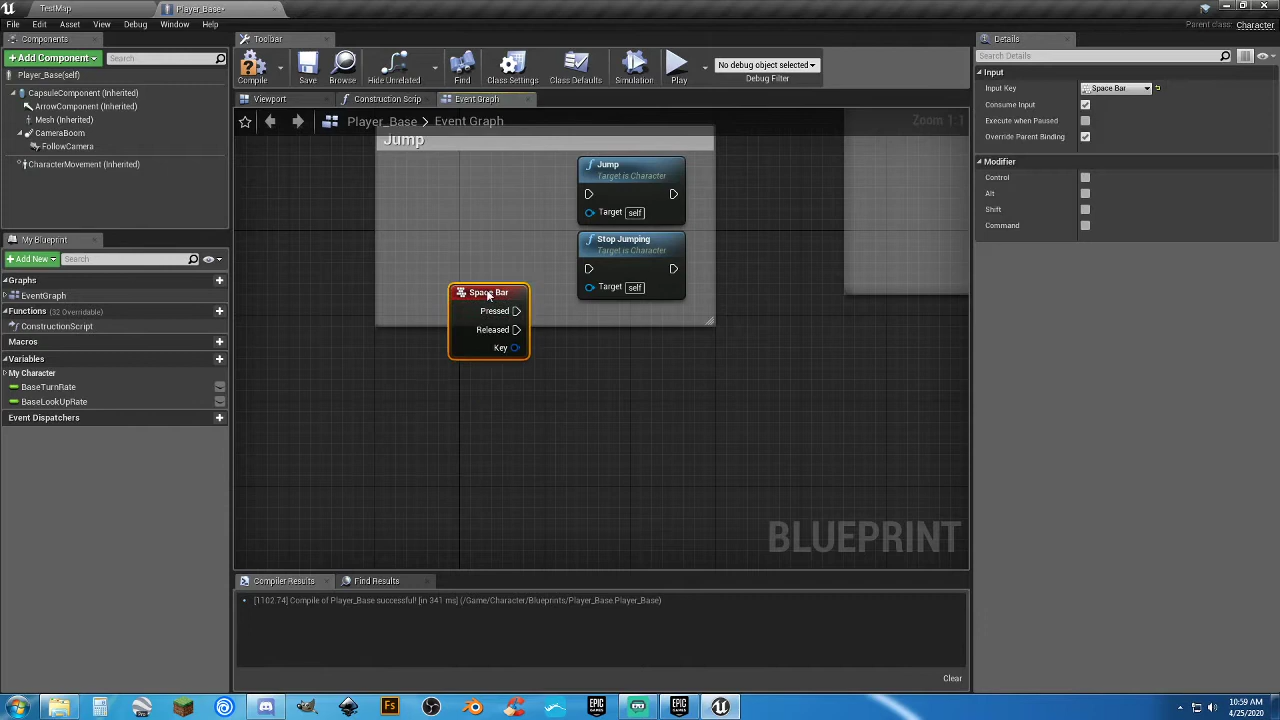 TestMap
Player_Base*
File
Edit
Asset
View
Debug
Window
Help
Parent class: Character
Components
Toolbar
Details
+ Add Component
Search
Search Details
Player_Base(self)
CapsuleComponent (Inherited)
ArrowComponent (Inherited)
Mesh (Inherited)
CameraBoom
FollowCamera
CharacterMovement (Inherited)
Compile
Save
Browse
Hide Unrelated
Find
Class Settings
Class Defaults
Simulation
Play
No debug object selected
Debug Filter
Viewport
Construction Scrip
Event Graph
Player_Base > Event Graph
Zoom 1:1
Jump
Jump
Target is Character
Target self
Stop Jumping
Target is Character
Target self
Space Bar
Pressed
Released
Key
BLUEPRINT
My Blueprint
+ Add New
Search
Graphs
EventGraph
Functions (32 Overridable)
ConstructionScript
Macros
Variables
My Character
BaseTurnRate
BaseLookUpRate
Event Dispatchers
Input
Input Key
Space Bar
Consume Input
Execute when Paused
Override Parent Binding
Modifier
Control
Alt
Shift
Command
Compiler Results
Find Results
[1102.74] Compile of Player_Base successful! [in 341 ms] (/Game/Character/Blueprints/Player_Base.Player_Base)
Clear
Pro
Fs
EPIC GAMES
EPIC GAMES
10:59 AM
4/25/2020